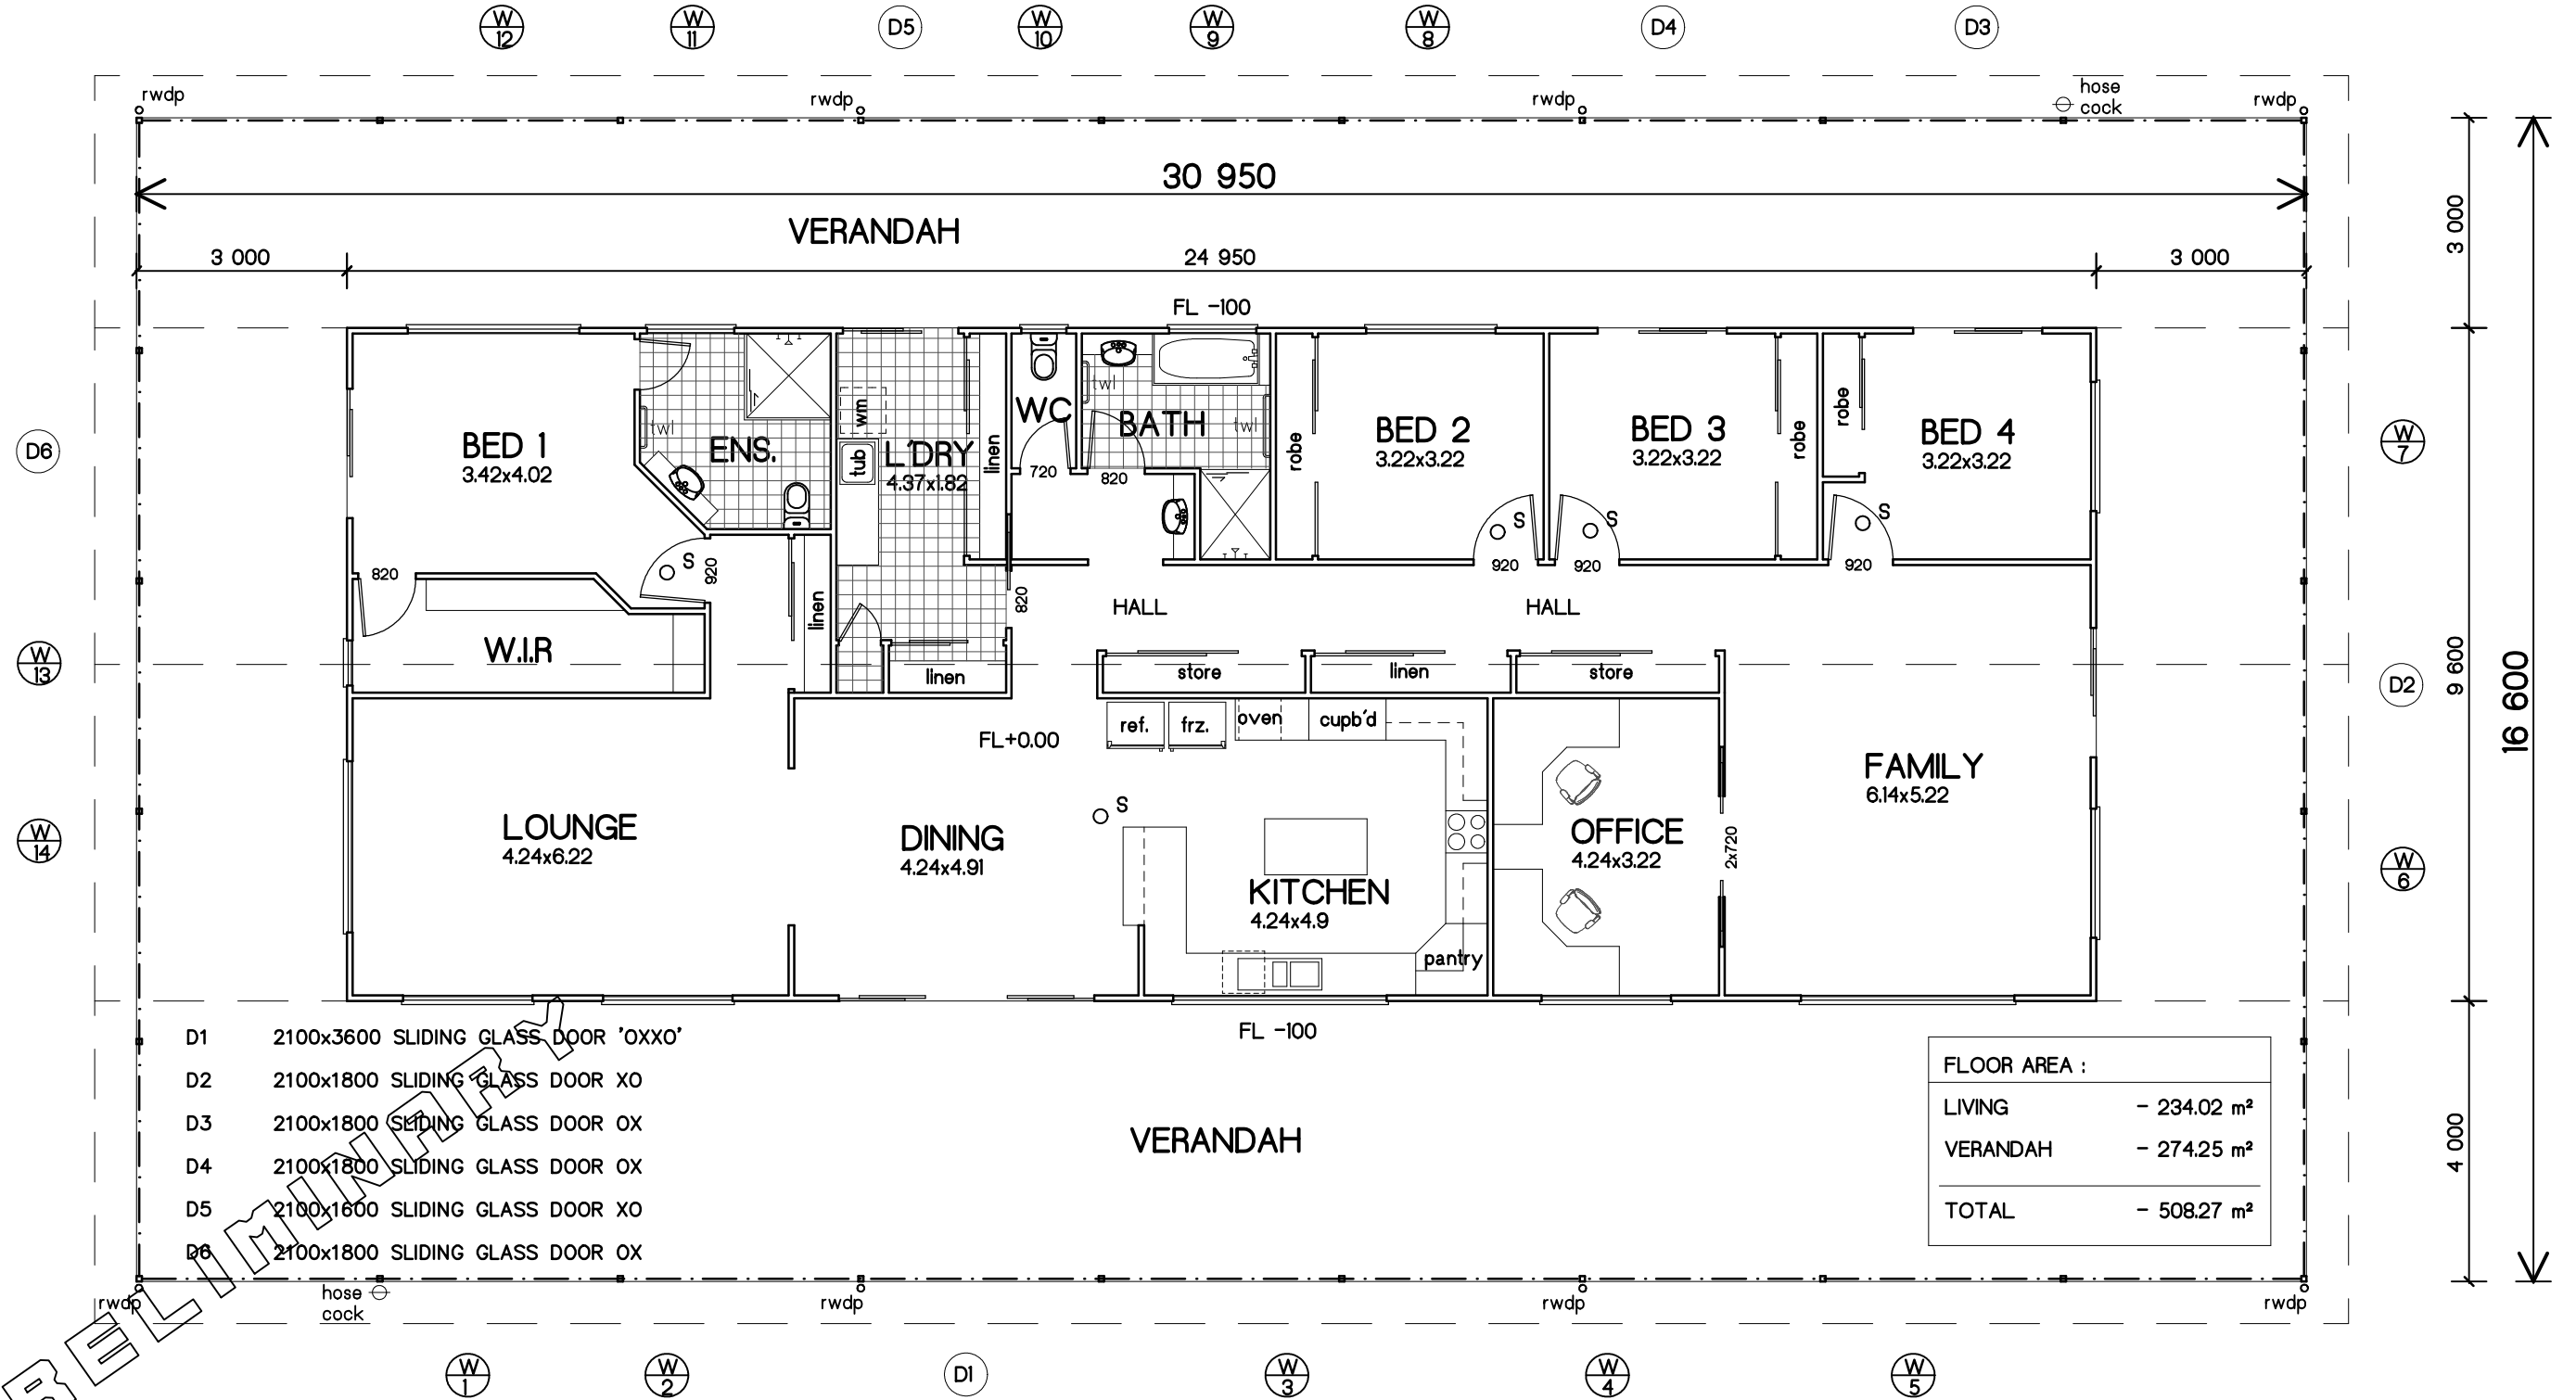 W 12
W 11
D5
W 10
W 9
W 8
D4
D3
rwdp
rwdp
rwdp
hose
cock
rwdp
30 950
VERANDAH
3 000
24 950
3 000
3 000
FL -100
D6
BED 1
3.42x4.02
twl
ENS.
wm
tub
L'DRY
4.37x1.82
linen
WC
720
twl
BATH
twl
820
robe
BED 2
3.22x3.22
BED 3
3.22x3.22
robe
robe
BED 4
3.22x3.22
W 7
S
S
S
S
820
920
920
920
920
linen
820
HALL
HALL
W.I.R
W 13
linen
store
linen
store
D2
9 600
16 600
ref.
frz.
oven
cupb'd
FL+0.00
S
LOUNGE
4.24x6.22
DINING
4.24x4.91
KITCHEN
4.24x4.9
pantry
OFFICE
4.24x3.22
2x720
FAMILY
6.14x5.22
W 14
W 6
FL -100
D1 2100x3600 SLIDING GLASS DOOR 'OXXO'
D2 2100x1800 SLIDING GLASS DOOR XO
D3 2100x1800 SLIDING GLASS DOOR OX
D4 2100x1800 SLIDING GLASS DOOR OX
D5 2100x1600 SLIDING GLASS DOOR XO
D6 2100x1800 SLIDING GLASS DOOR OX
RELIMINARY
VERANDAH
FLOOR AREA :
LIVING - 234.02 m²
VERANDAH - 274.25 m²
TOTAL - 508.27 m²
4 000
rwdp
hose
cock
rwdp
rwdp
rwdp
W 1
W 2
D1
W 3
W 4
W 5